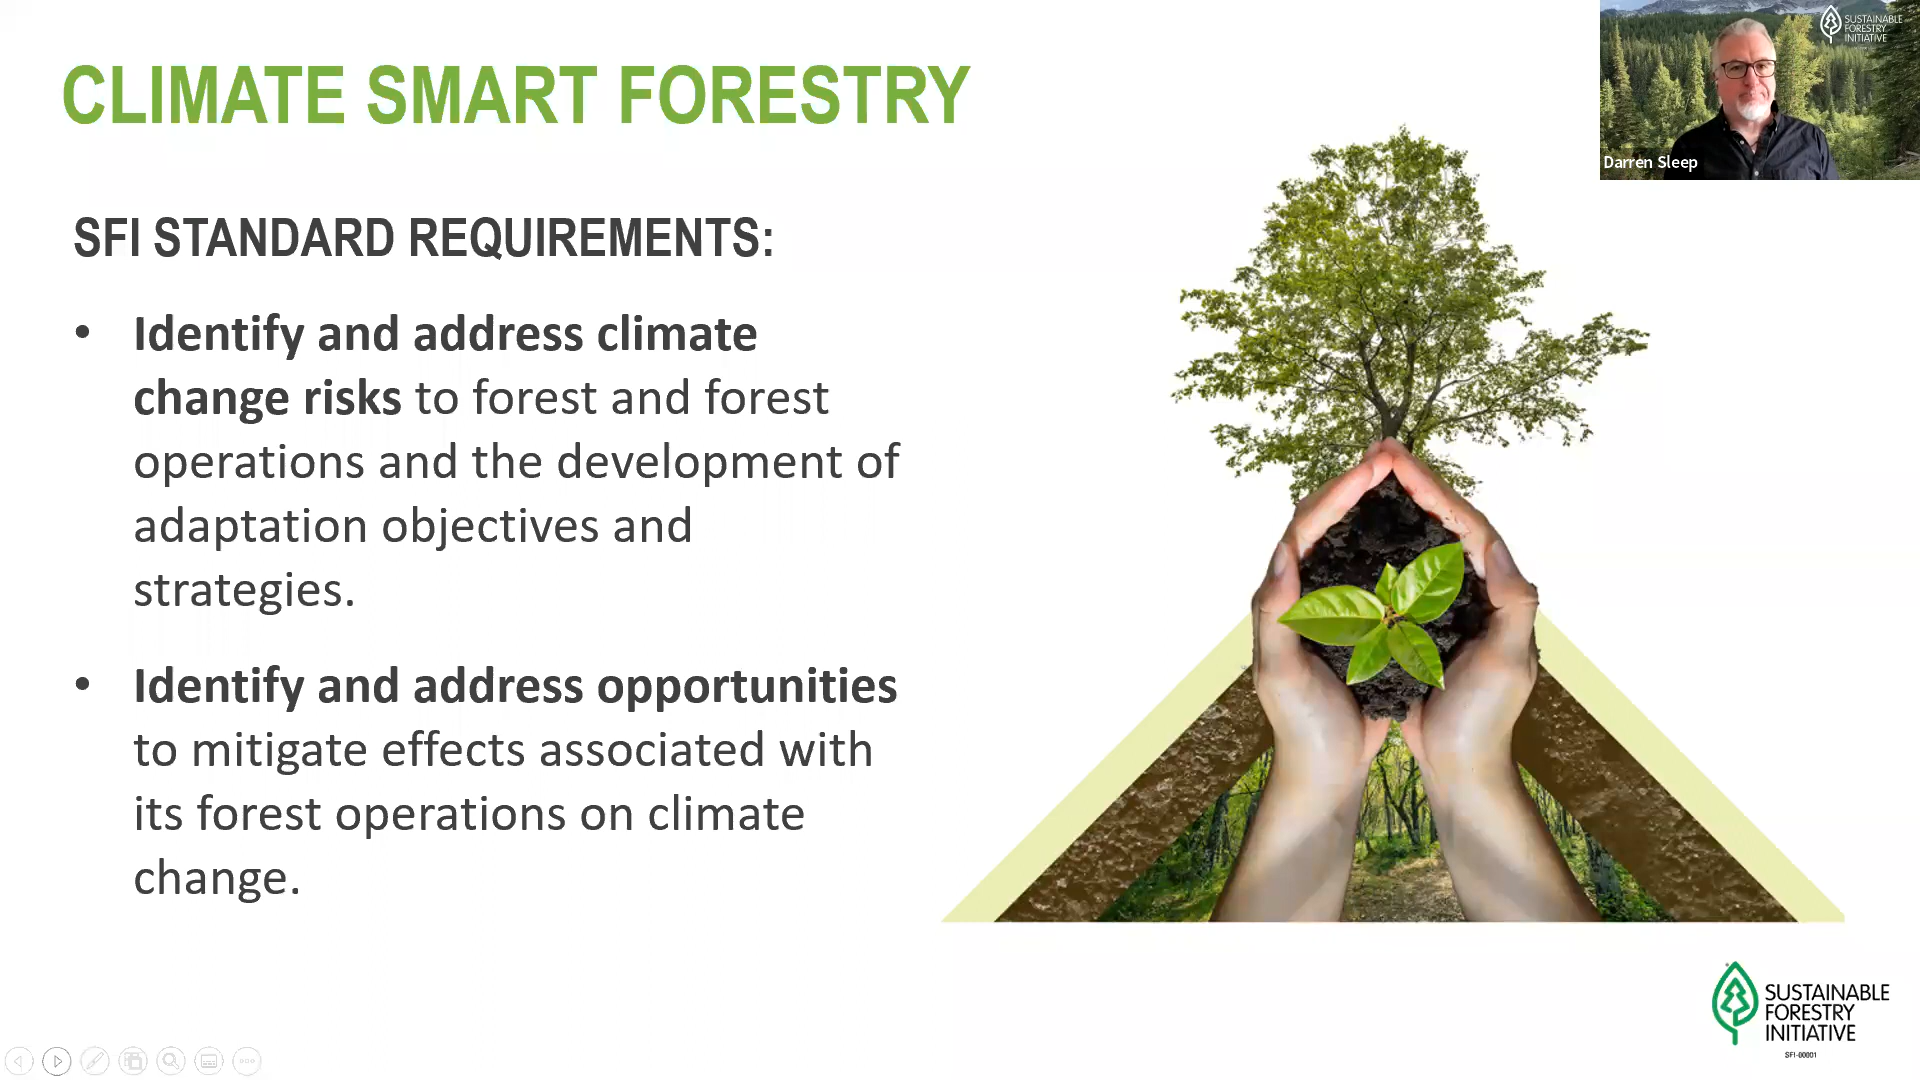 CLIMATE SMART FORESTRY
SUSTAINABLE
FORESTRY
INITIATIVE
Darren Sleep
SFI STANDARD REQUIREMENTS:
• Identify and address climate
change risks to forest and forest
operations and the development of
adaptation objectives and
strategies.
• Identify and address opportunities
to mitigate effects associated with
its forest operations on climate
change.
SUSTAINABLE
FORESTRY
INITIATIVE
SFI-00001